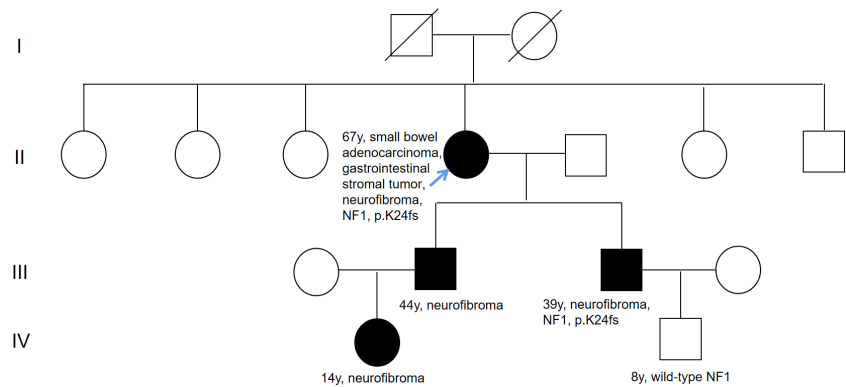 I
II
67y, small bowel
adenocarcinoma,
gastrointestinal
stromal tumor,
neurofibroma,
NF1, p.K24fs
III
44y, neurofibroma
39y, neurofibroma,
NF1, p.K24fs
IV
14y, neurofibroma
8y, wild-type NF1